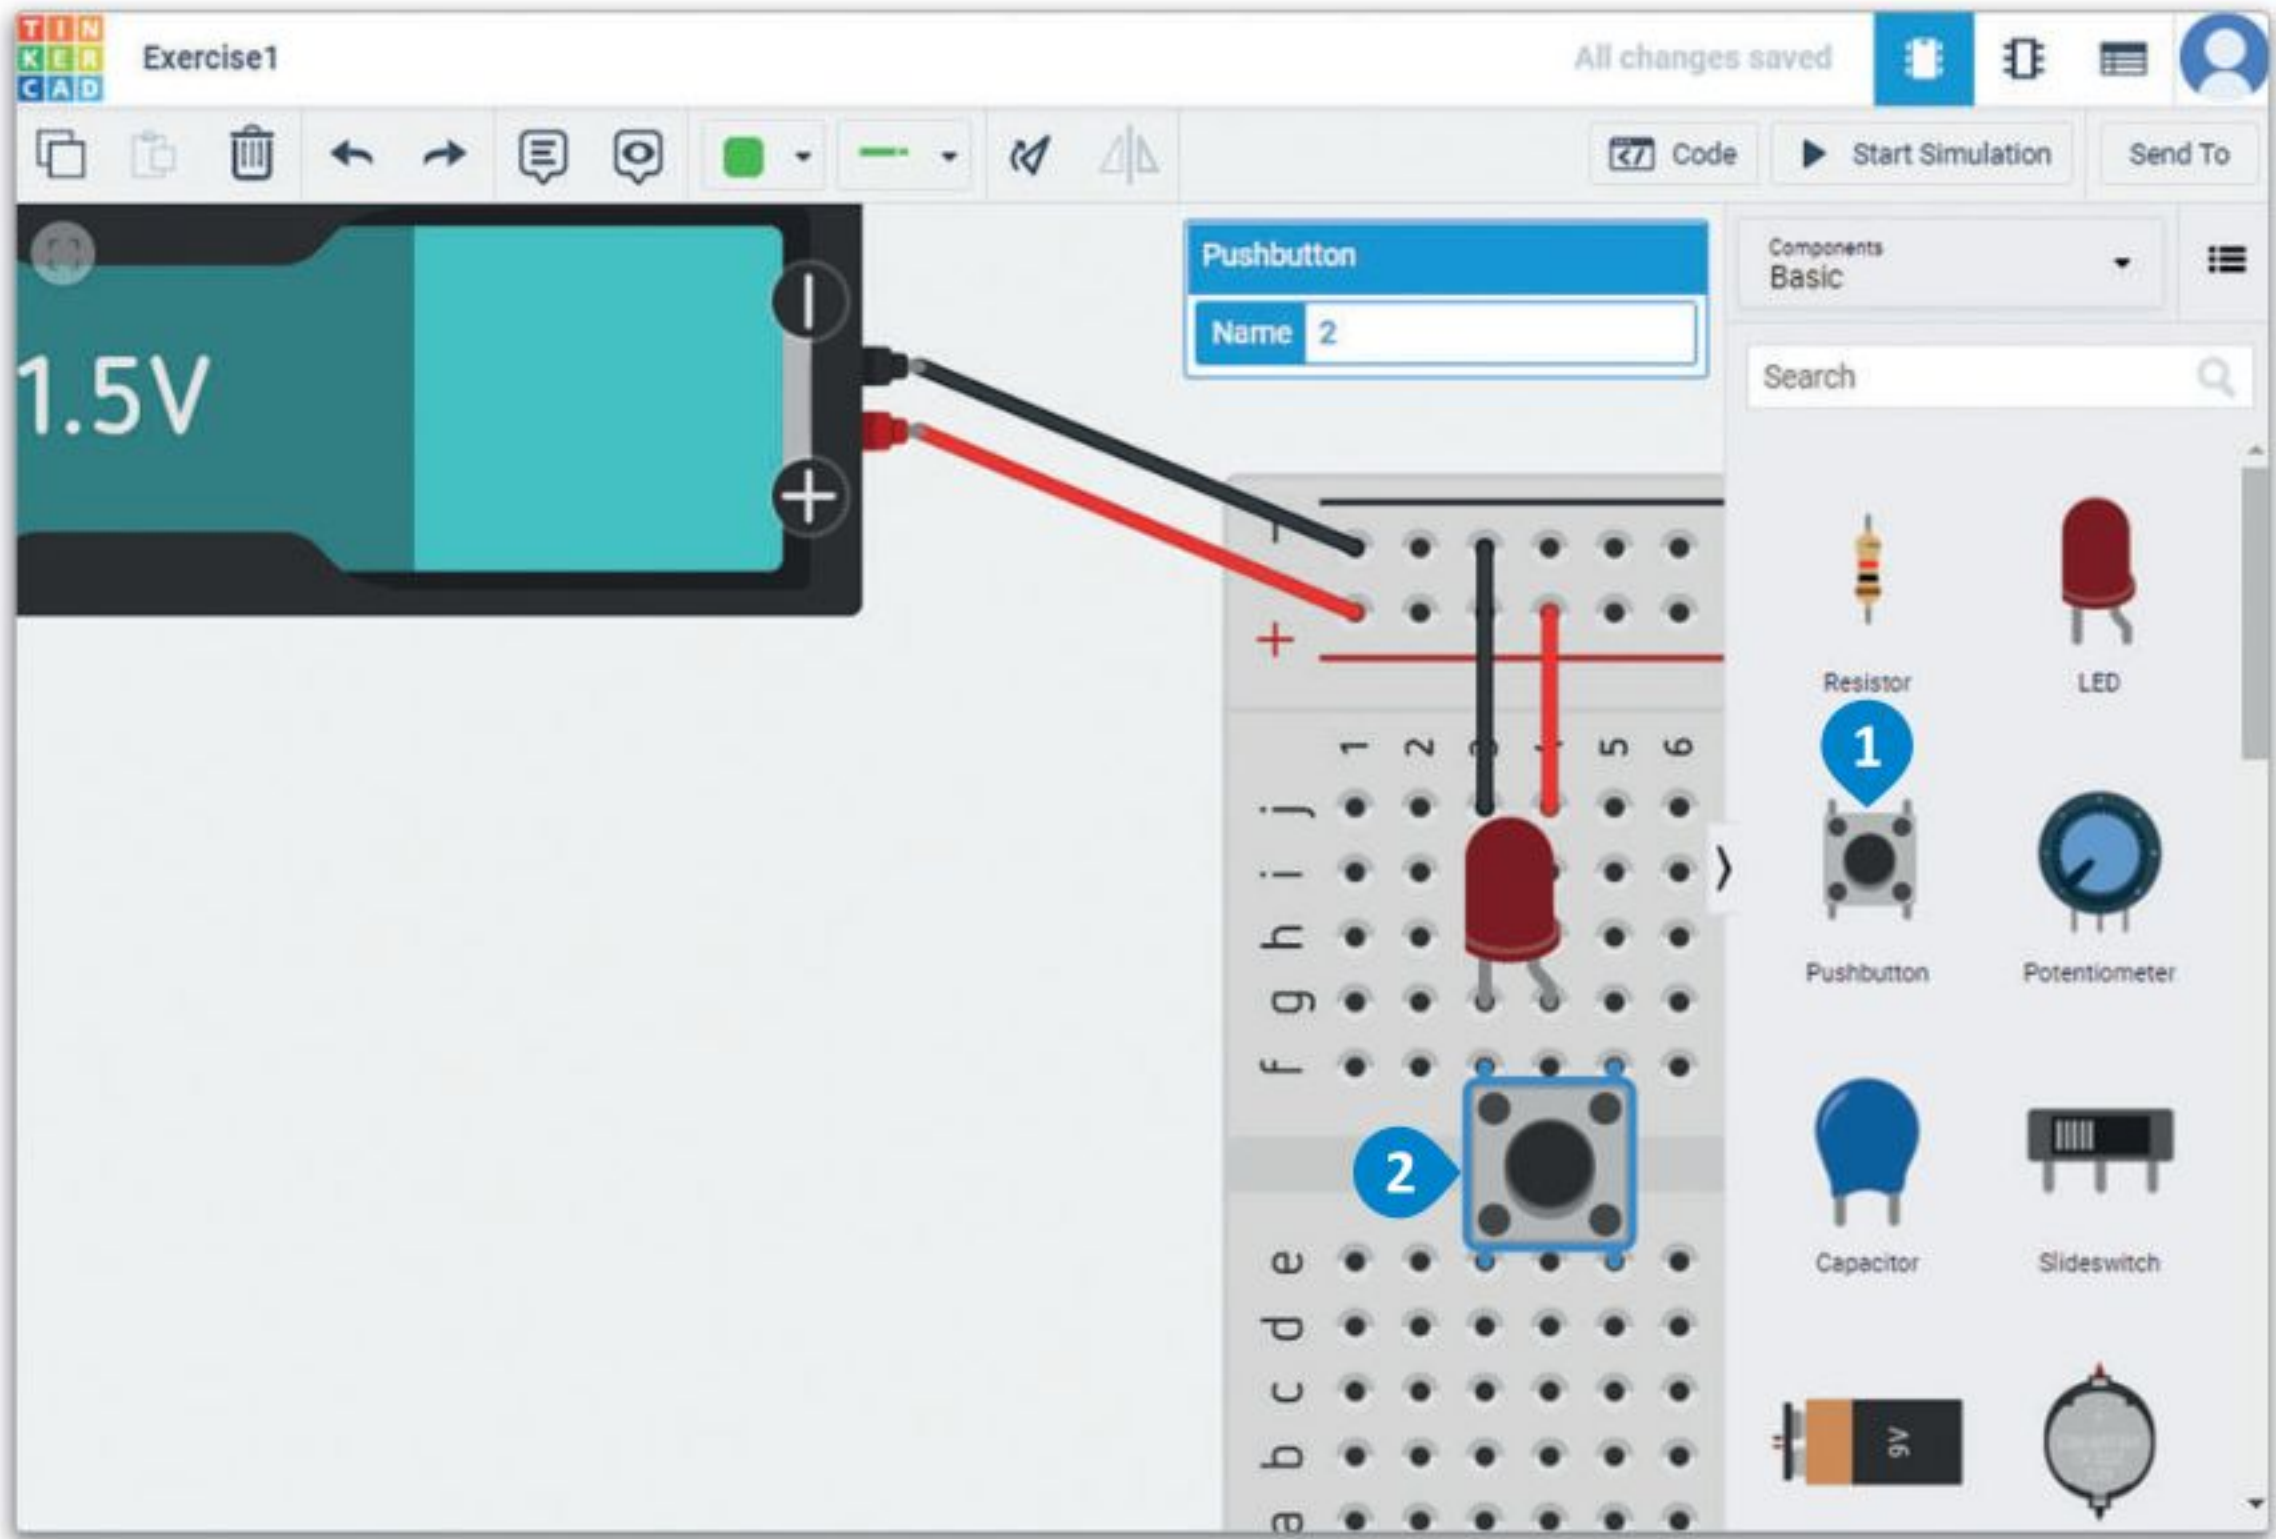 TIN
KER
CAD
Exercise1
All changes saved
Code
Start Simulation
Send To
1.5V
Pushbutton
Name 2
Components
Basic
Search
Resistor
LED
1
Pushbutton
Potentiometer
Capacitor
Slideswitch
9V
-
+
1 2 3 4 5 6
j
i
h
g
f
2
e
d
c
b
a